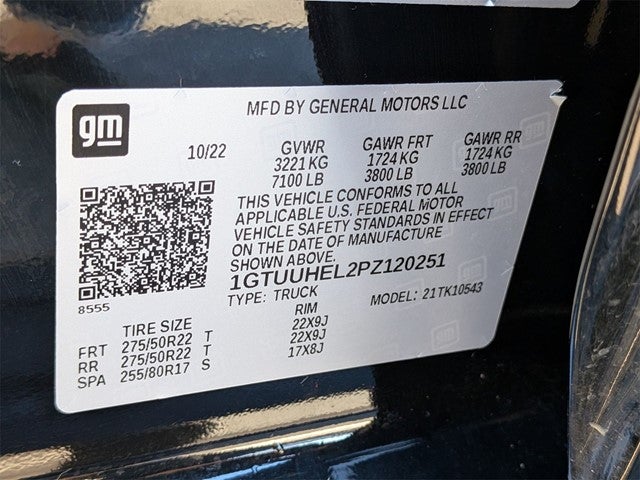 gm
MFD BY GENERAL MOTORS LLC
10/22 GVWR GAWR FRT GAWR RR
3221 KG 1724 KG 1724 KG
7100 LB 3800 LB 3800 LB
THIS VEHICLE CONFORMS TO ALL
APPLICABLE U.S. FEDERAL MOTOR
VEHICLE SAFETY STANDARDS IN EFFECT
ON THE DATE OF MANUFACTURE
SHOWN ABOVE.
1GTUUHEL2PZ120251
TYPE: TRUCK MODEL: 21TK10543
8555
TIRE SIZE RIM
FRT 275/50R22 T 22X9J
RR 275/50R22 T 22X9J
SPA 255/80R17 S 17X8J